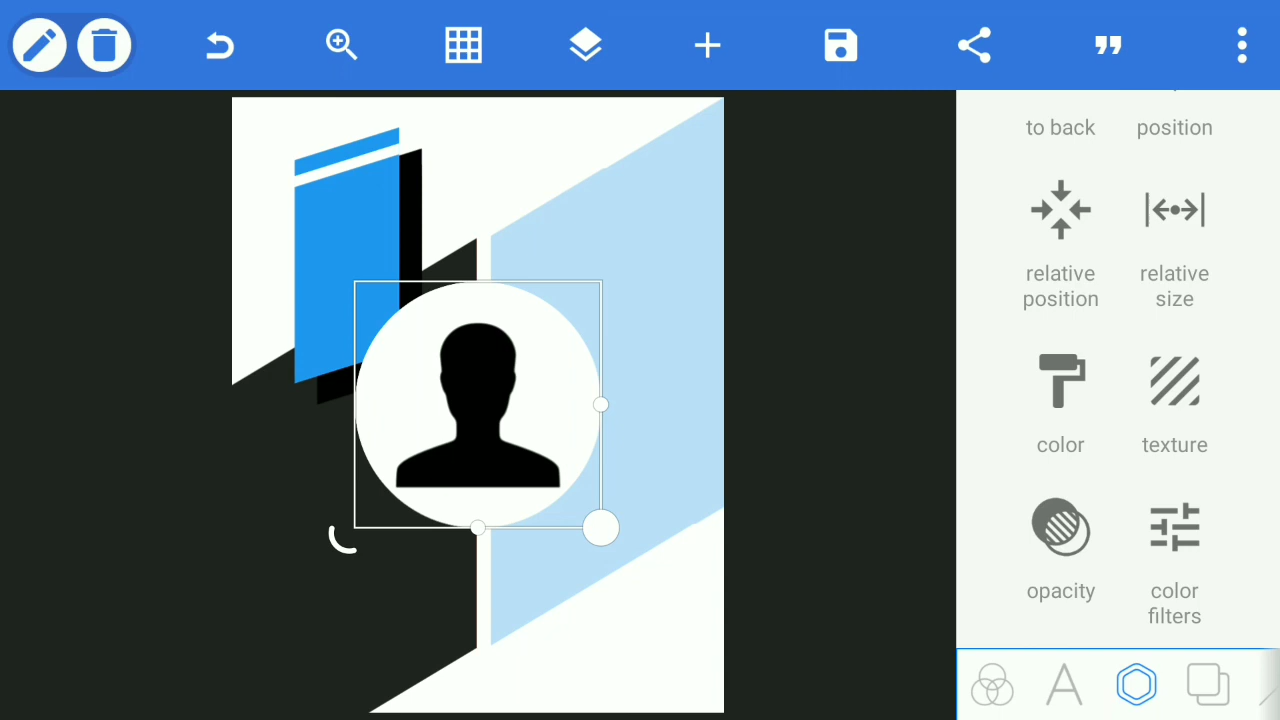 to back
position
relative
position
relative
size
color
texture
opacity
color
filters